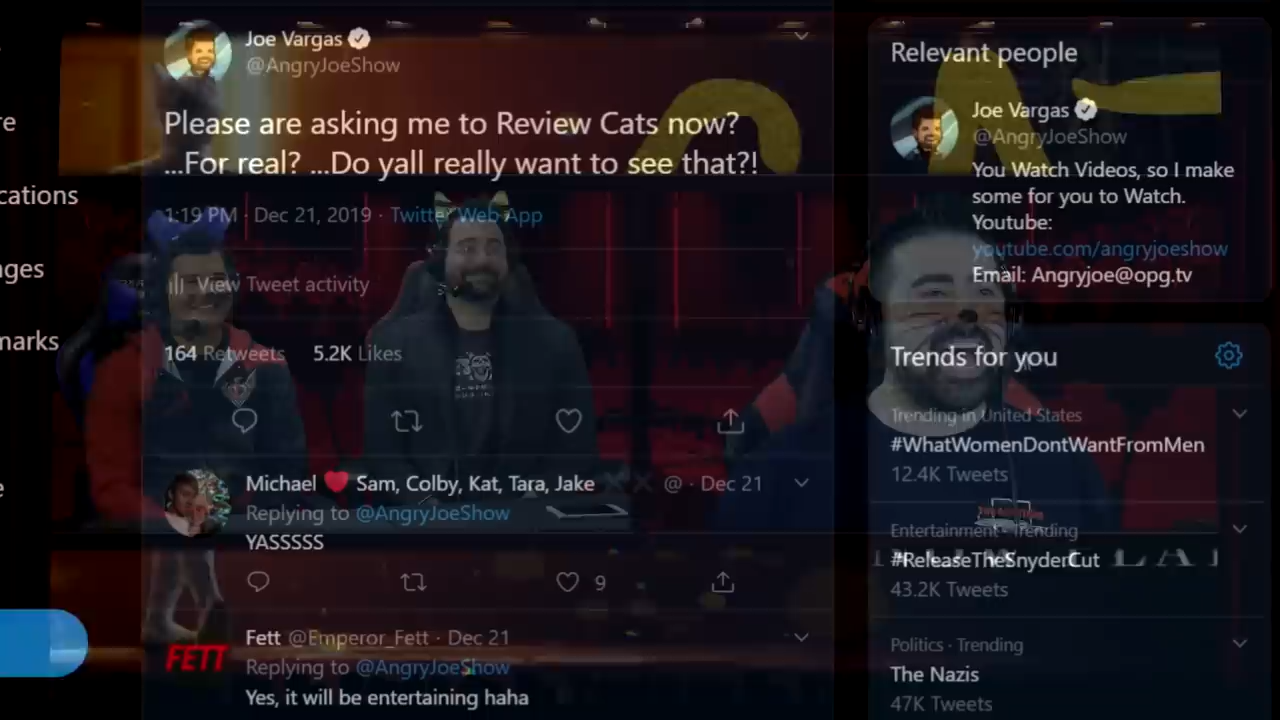 Joe Vargas
@AngryJoeShow
Please are asking me to Review Cats now?
...For real? ...Do yall really want to see that?!
1:19 PM · Dec 21, 2019 · Twitter Web App
View Tweet activity
164 Retweets 5.2K Likes
Michael ❤️ Sam, Colby, Kat, Tara, Jake @ · Dec 21
Replying to @AngryJoeShow
YASSSSS
9
Fett @Emperor_Fett · Dec 21
Replying to @AngryJoeShow
Yes, it will be entertaining haha
FETT
re
cations
ages
marks
e
Relevant people
Joe Vargas
@AngryJoeShow
You Watch Videos, so I make
some for you to Watch.
Youtube:
youtube.com/angryjoeshow
Email: Angryjoe@opg.tv
Trends for you
Trending in United States
#WhatWomenDontWantFromMen
12.4K Tweets
Entertainment · Trending
#ReleaseTheSnyderCut
43.2K Tweets
Politics · Trending
The Nazis
47K Tweets